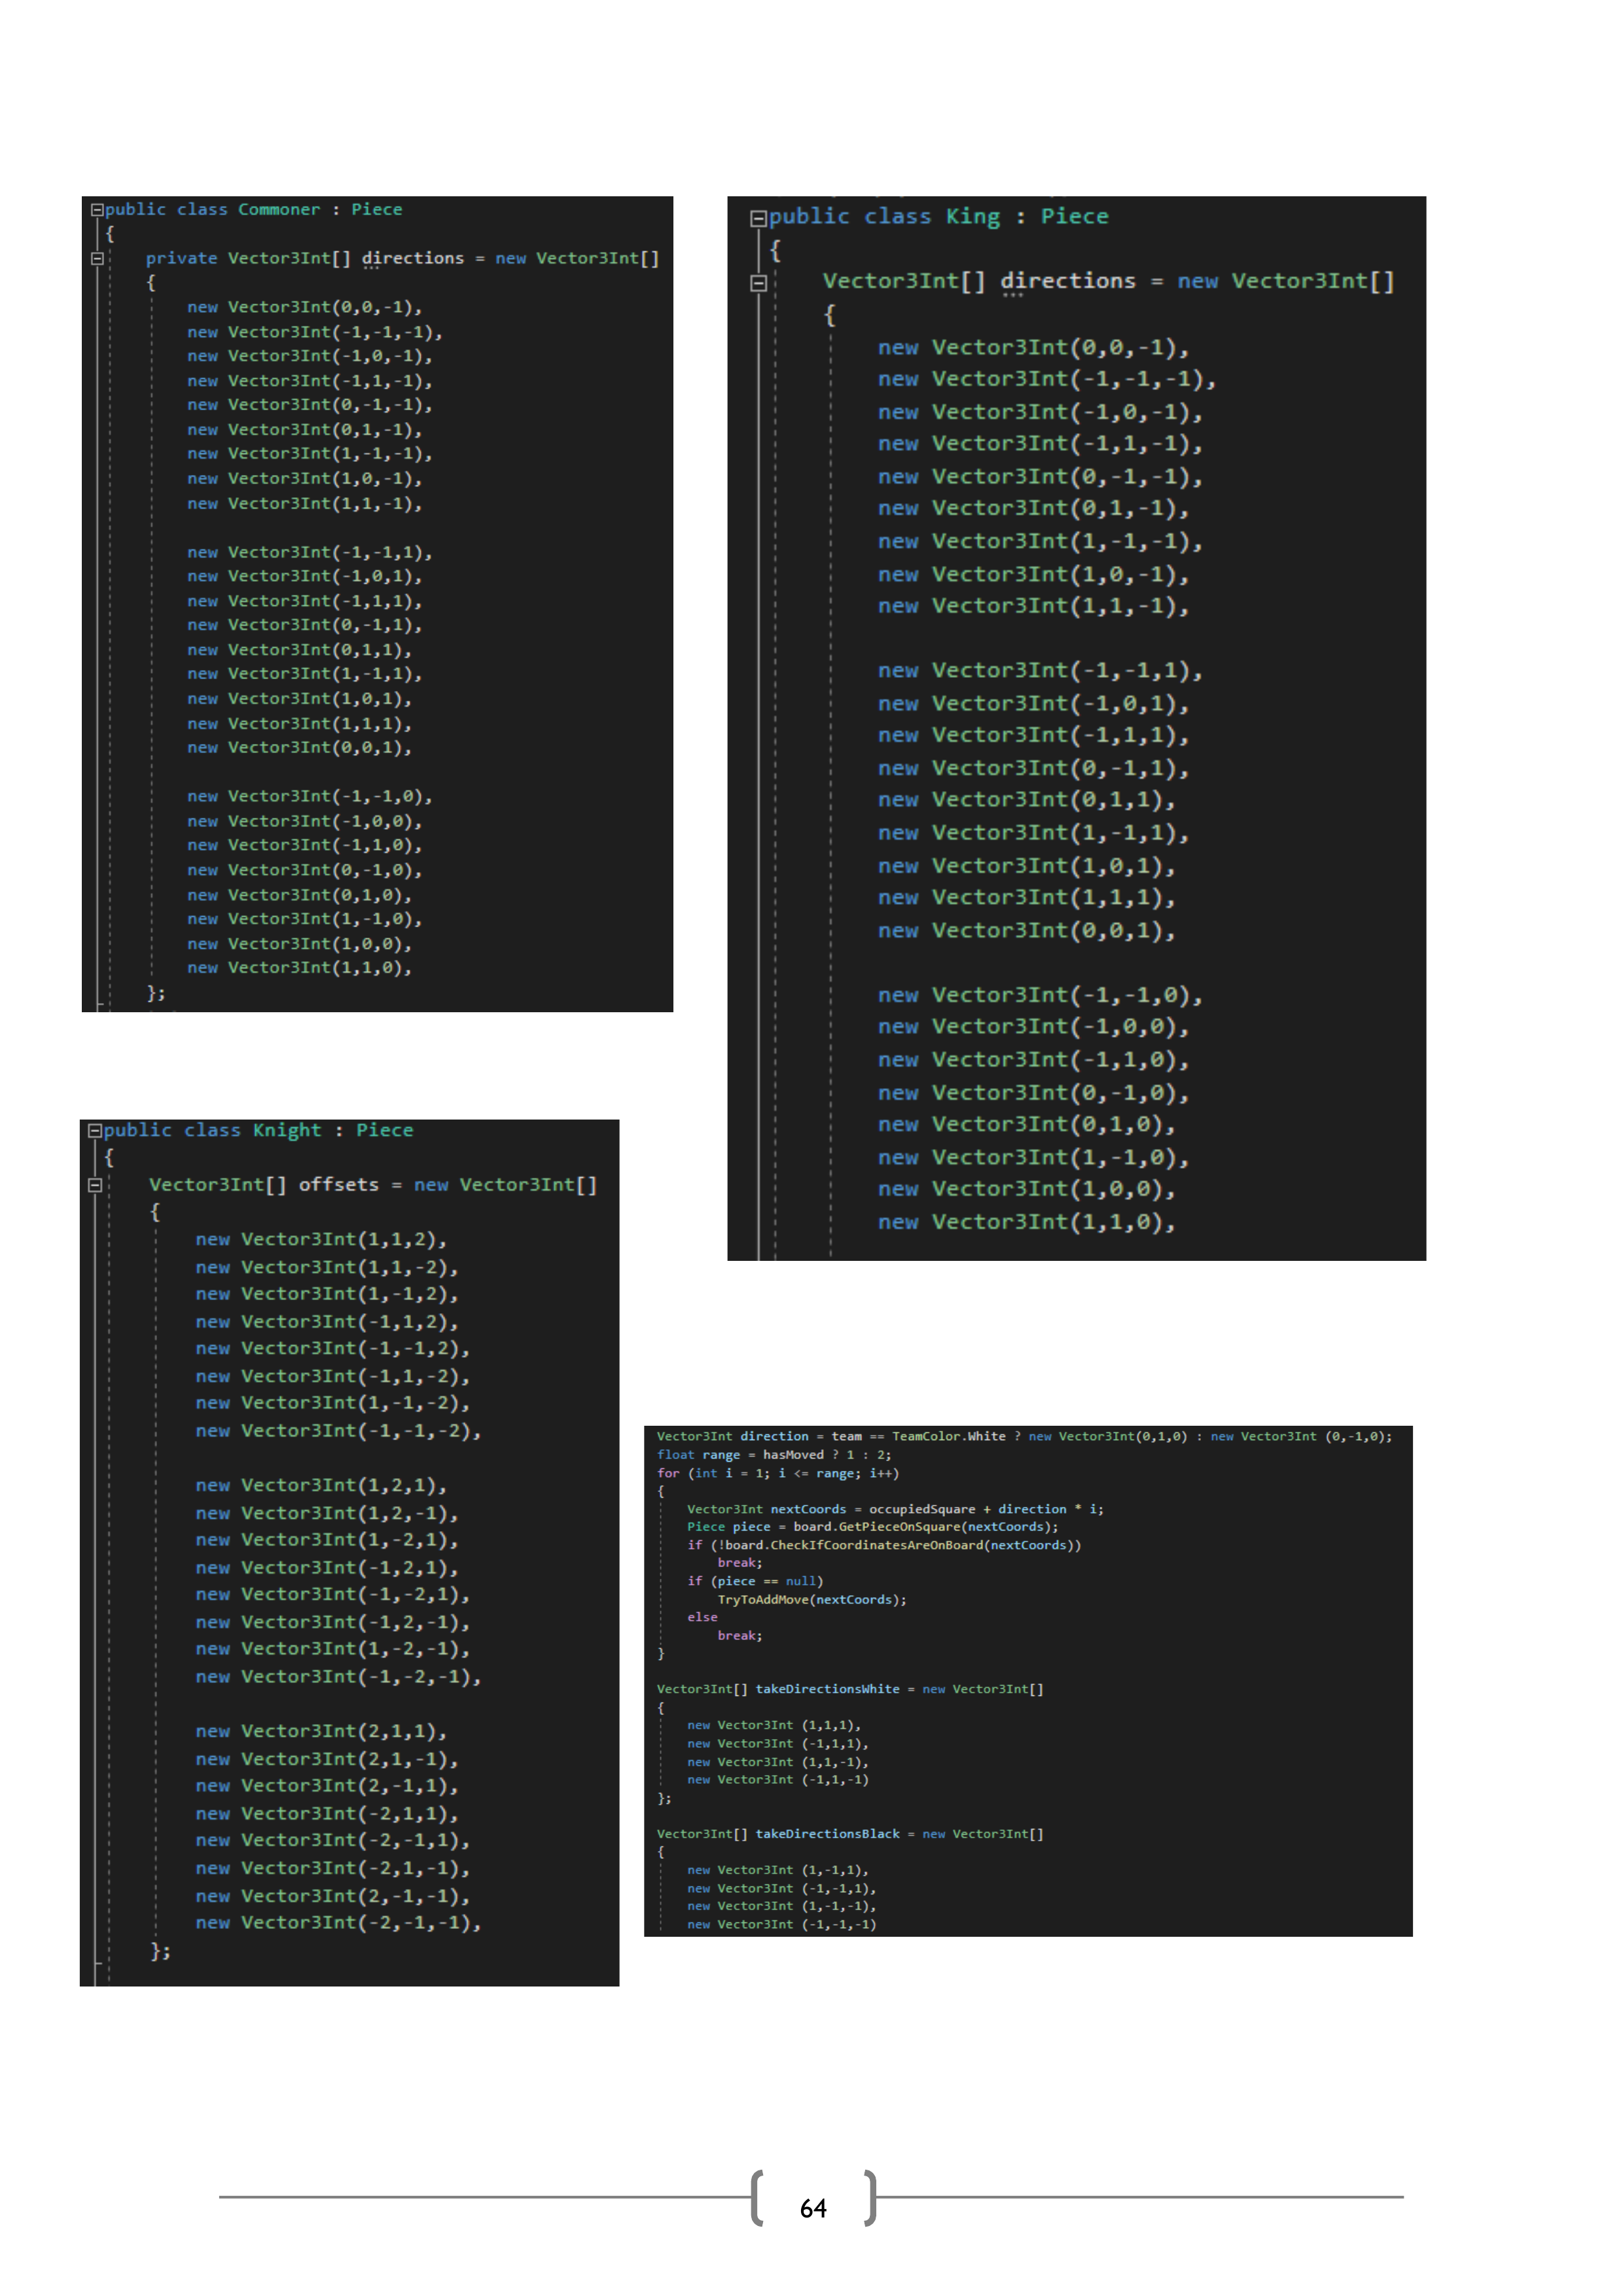 public class Commoner : Piece
{
private Vector3Int[] directions = new Vector3Int[]
{
new Vector3Int(0,0,-1),
new Vector3Int(-1,-1,-1),
new Vector3Int(-1,0,-1),
new Vector3Int(-1,1,-1),
new Vector3Int(0,-1,-1),
new Vector3Int(0,1,-1),
new Vector3Int(1,-1,-1),
new Vector3Int(1,0,-1),
new Vector3Int(1,1,-1),
new Vector3Int(-1,-1,1),
new Vector3Int(-1,0,1),
new Vector3Int(-1,1,1),
new Vector3Int(0,-1,1),
new Vector3Int(0,1,1),
new Vector3Int(1,-1,1),
new Vector3Int(1,0,1),
new Vector3Int(1,1,1),
new Vector3Int(0,0,1),
new Vector3Int(-1,-1,0),
new Vector3Int(-1,0,0),
new Vector3Int(-1,1,0),
new Vector3Int(0,-1,0),
new Vector3Int(0,1,0),
new Vector3Int(1,-1,0),
new Vector3Int(1,0,0),
new Vector3Int(1,1,0),
};
public class King : Piece
{
Vector3Int[] directions = new Vector3Int[]
{
new Vector3Int(0,0,-1),
new Vector3Int(-1,-1,-1),
new Vector3Int(-1,0,-1),
new Vector3Int(-1,1,-1),
new Vector3Int(0,-1,-1),
new Vector3Int(0,1,-1),
new Vector3Int(1,-1,-1),
new Vector3Int(1,0,-1),
new Vector3Int(1,1,-1),
new Vector3Int(-1,-1,1),
new Vector3Int(-1,0,1),
new Vector3Int(-1,1,1),
new Vector3Int(0,-1,1),
new Vector3Int(0,1,1),
new Vector3Int(1,-1,1),
new Vector3Int(1,0,1),
new Vector3Int(1,1,1),
new Vector3Int(0,0,1),
new Vector3Int(-1,-1,0),
new Vector3Int(-1,0,0),
new Vector3Int(-1,1,0),
new Vector3Int(0,-1,0),
new Vector3Int(0,1,0),
new Vector3Int(1,-1,0),
new Vector3Int(1,0,0),
new Vector3Int(1,1,0),
public class Knight : Piece
{
Vector3Int[] offsets = new Vector3Int[]
{
new Vector3Int(1,1,2),
new Vector3Int(1,1,-2),
new Vector3Int(1,-1,2),
new Vector3Int(-1,1,2),
new Vector3Int(-1,-1,2),
new Vector3Int(-1,1,-2),
new Vector3Int(1,-1,-2),
new Vector3Int(-1,-1,-2),
new Vector3Int(1,2,1),
new Vector3Int(1,2,-1),
new Vector3Int(1,-2,1),
new Vector3Int(-1,2,1),
new Vector3Int(-1,-2,1),
new Vector3Int(-1,2,-1),
new Vector3Int(1,-2,-1),
new Vector3Int(-1,-2,-1),
new Vector3Int(2,1,1),
new Vector3Int(2,1,-1),
new Vector3Int(2,-1,1),
new Vector3Int(-2,1,1),
new Vector3Int(-2,-1,1),
new Vector3Int(-2,1,-1),
new Vector3Int(2,-1,-1),
new Vector3Int(-2,-1,-1),
};
Vector3Int direction = team == TeamColor.White ? new Vector3Int(0,1,0) : new Vector3Int (0,-1,0);
float range = hasMoved ? 1 : 2;
for (int i = 1; i <= range; i++)
{
Vector3Int nextCoords = occupiedSquare + direction * i;
Piece piece = board.GetPieceOnSquare(nextCoords);
if (!board.CheckIfCoordinatesAreOnBoard(nextCoords))
break;
if (piece == null)
TryToAddMove(nextCoords);
else
break;
}
Vector3Int[] takeDirectionsWhite = new Vector3Int[]
{
new Vector3Int (1,1,1),
new Vector3Int (-1,1,1),
new Vector3Int (1,1,-1),
new Vector3Int (-1,1,-1)
};
Vector3Int[] takeDirectionsBlack = new Vector3Int[]
{
new Vector3Int (1,-1,1),
new Vector3Int (-1,-1,1),
new Vector3Int (1,-1,-1),
new Vector3Int (-1,-1,-1)
64